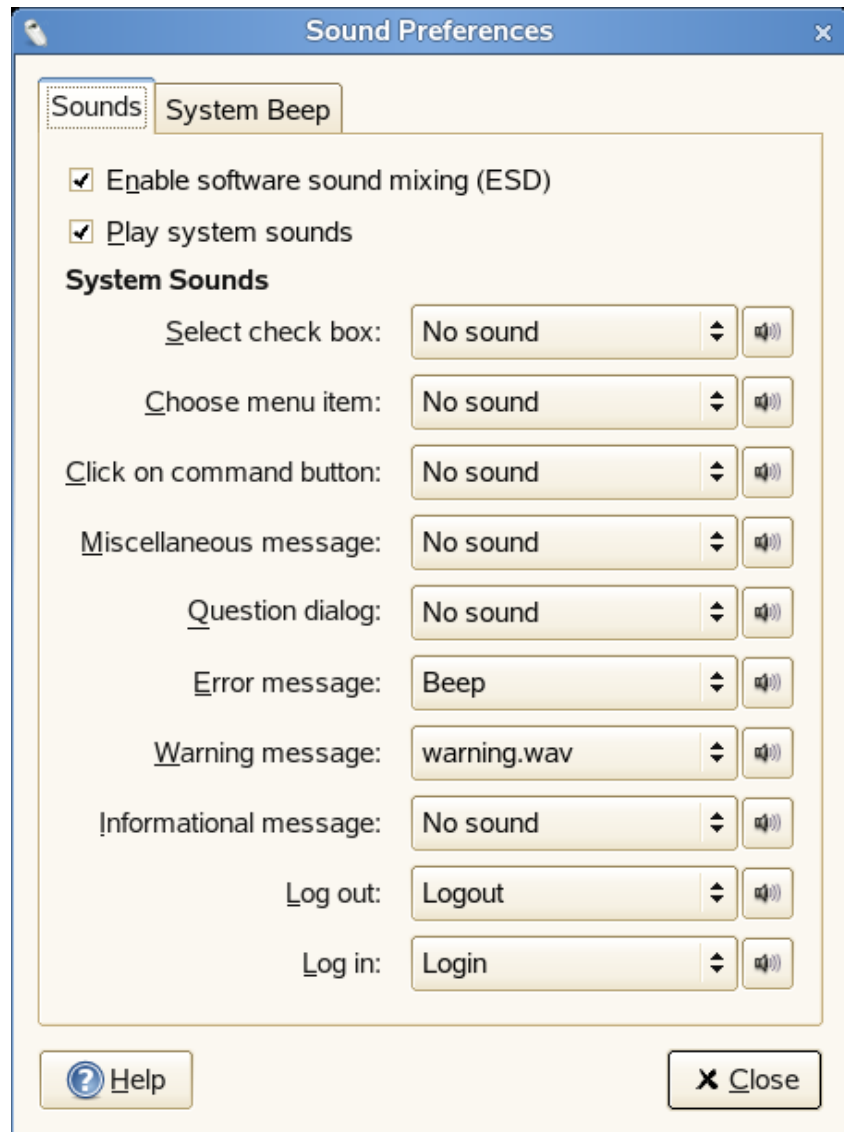 Sound Preferences
Sounds System Beep
Enable software sound mixing (ESD)
Play system sounds
System Sounds
Select check box: No sound
Choose menu item: No sound
Click on command button: No sound
Miscellaneous message: No sound
Question dialog: No sound
Error message: Beep
Warning message: warning.wav
Informational message: No sound
Log out: Logout
Log in: Login
Help Close